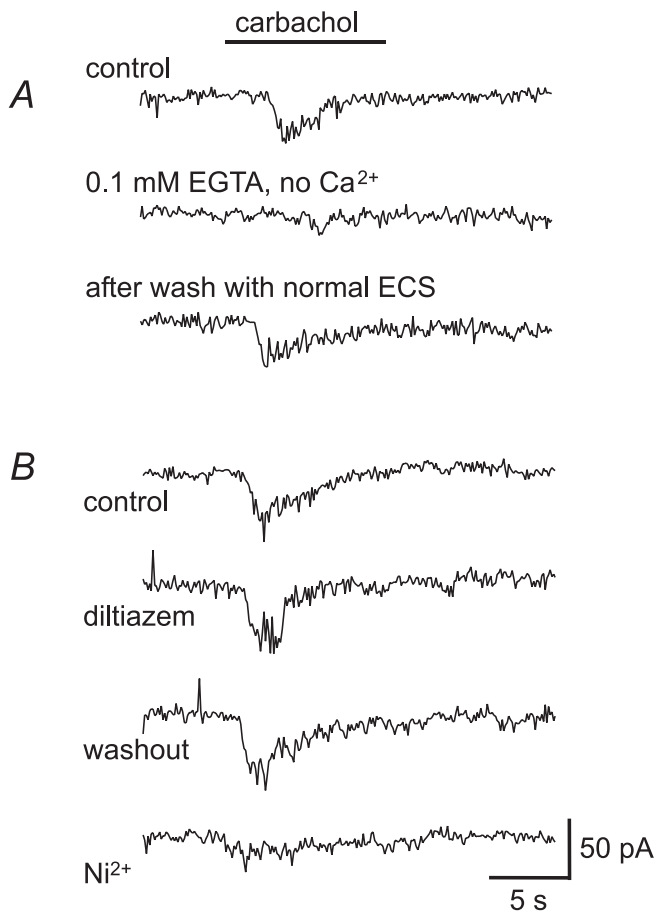 carbachol
control
A
0.1 mM EGTA, no Ca²⁺
after wash with normal ECS
B
control
diltiazem
washout
Ni²⁺
50 pA
5 s